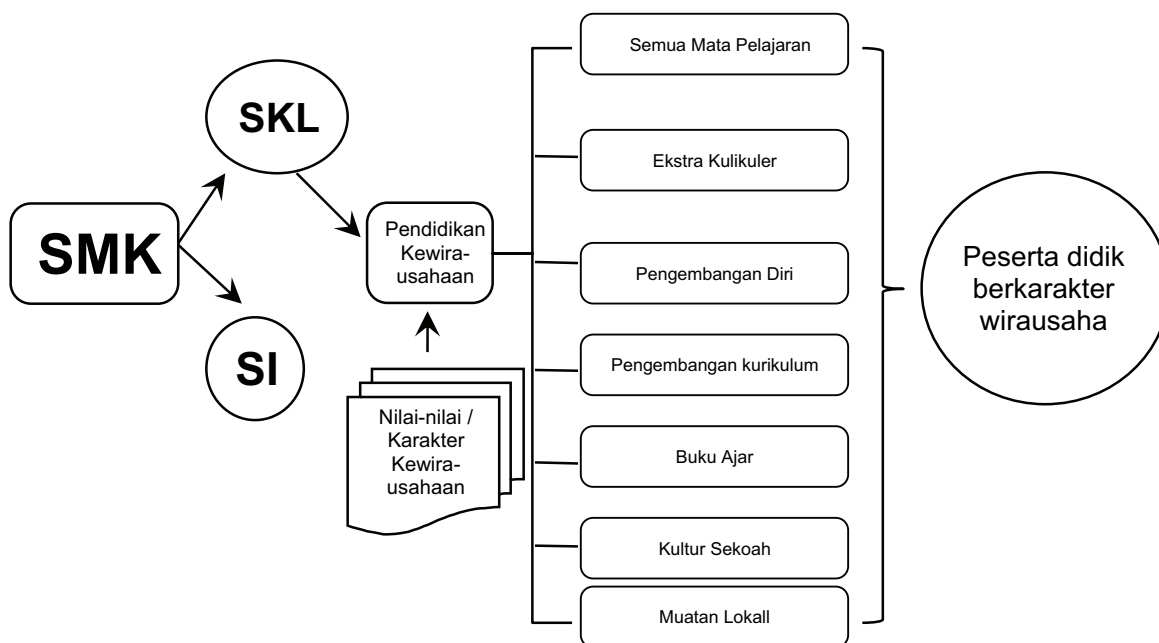 SMK
SKL
SI
Pendidikan
Kewira-
usahaan
Nilai-nilai /
Karakter
Kewira-
usahaan
Semua Mata Pelajaran
Ekstra Kulikuler
Pengembangan Diri
Pengembangan kurikulum
Buku Ajar
Kultur Sekoah
Muatan Lokall
Peserta didik
berkarakter
wirausaha